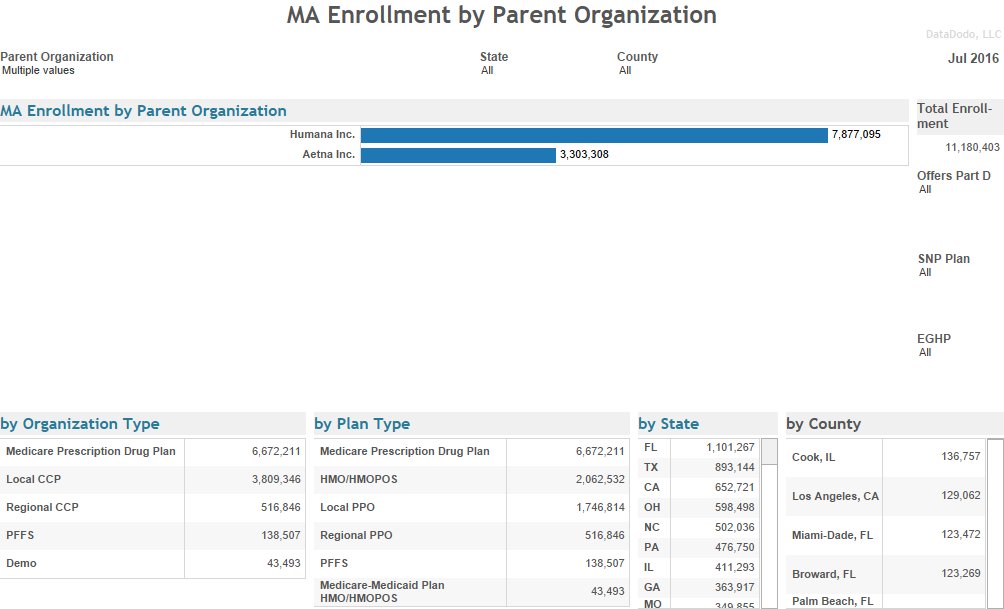 MA Enrollment by Parent Organization
DataDodo, LLC
Parent Organization State County Jul 2016
Multiple values All All
MA Enrollment by Parent Organization
Humana Inc. 7,877,095
Aetna Inc. 3,303,308
Total Enroll-
ment
11,180,403
Offers Part D
All
SNP Plan
All
EGHP
All
by Organization Type
Medicare Prescription Drug Plan 6,672,211
Local CCP 3,809,346
Regional CCP 516,846
PFFS 138,507
Demo 43,493
by Plan Type
Medicare Prescription Drug Plan 6,672,211
HMO/HMOPOS 2,062,532
Local PPO 1,746,814
Regional PPO 516,846
PFFS 138,507
Medicare-Medicaid Plan
HMO/HMOPOS 43,493
by State
FL 1,101,267
TX 893,144
CA 652,721
OH 598,498
NC 502,036
PA 476,750
IL 411,293
GA 363,917
MO 349,855
by County
Cook, IL 136,757
Los Angeles, CA 129,062
Miami-Dade, FL 123,472
Broward, FL 123,269
Palm Beach, FL